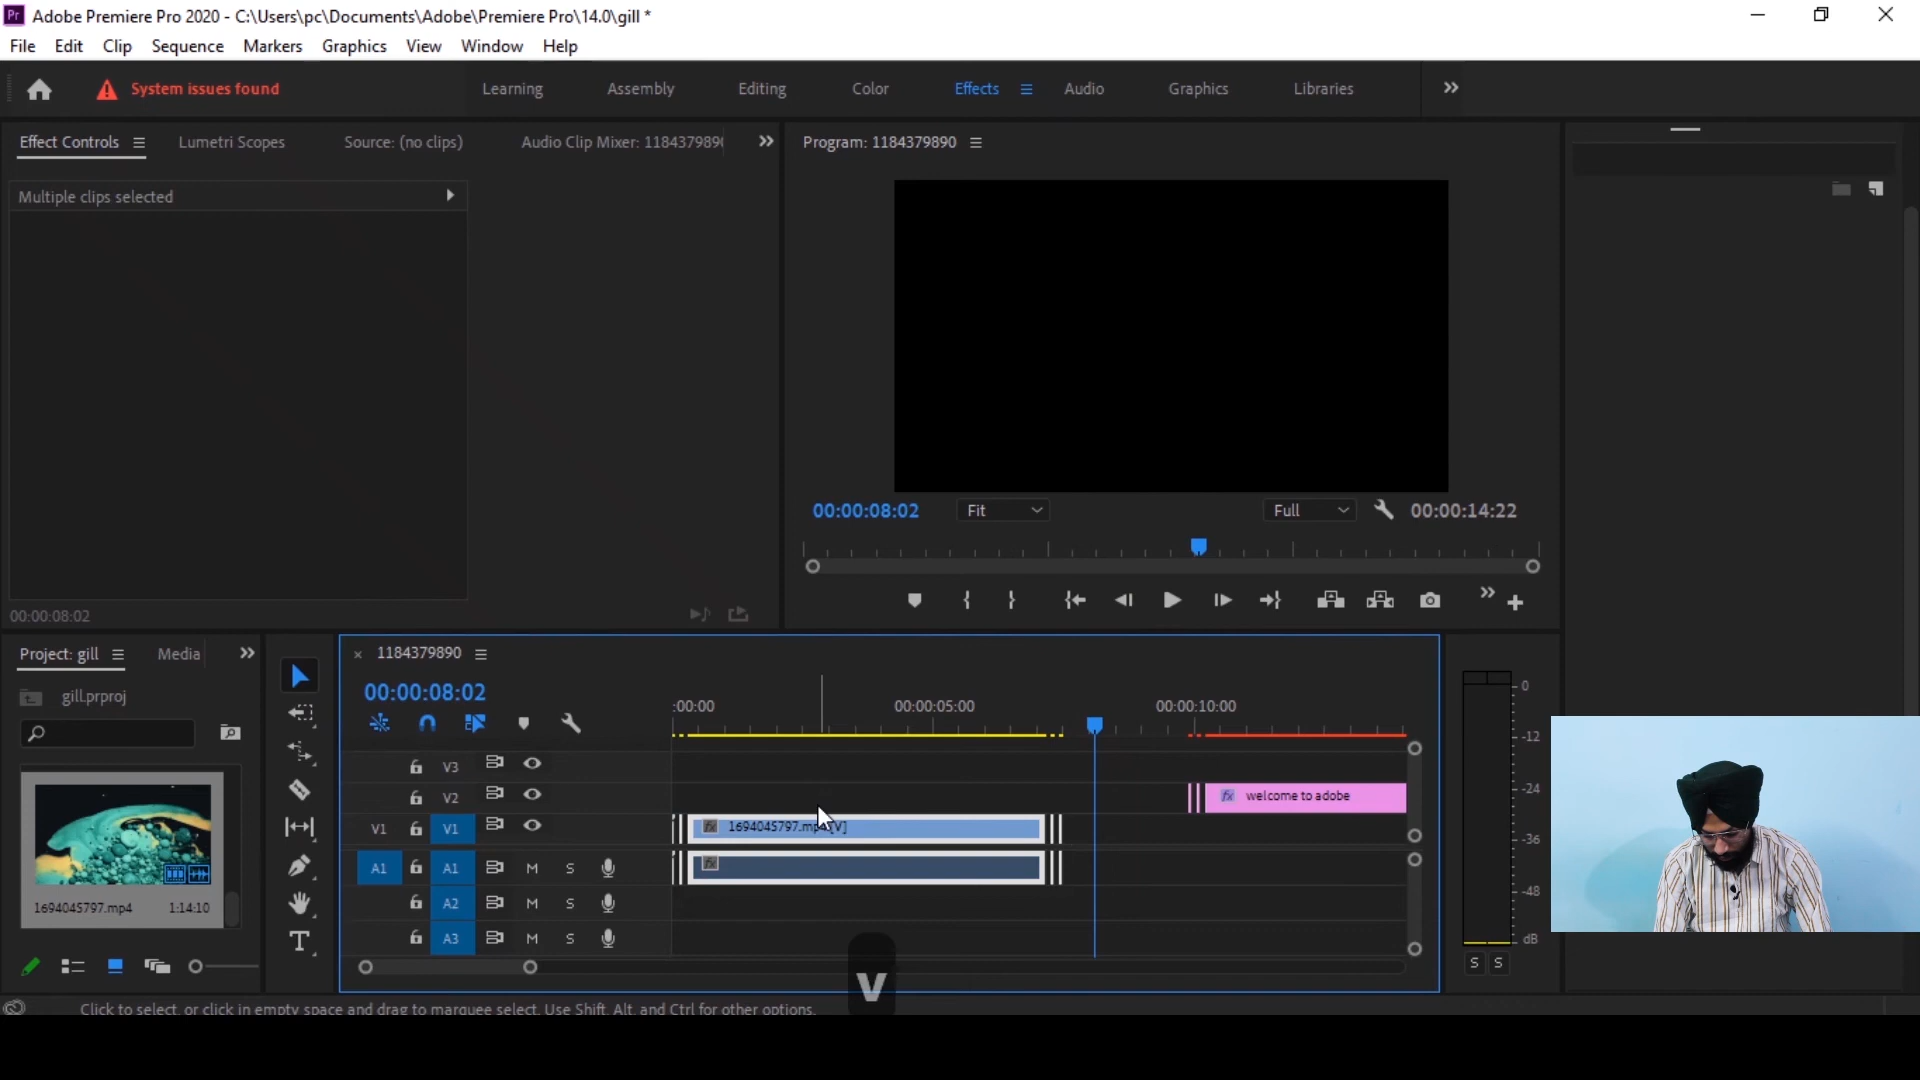 Pr Adobe Premiere Pro 2020 - C:\Users\pc\Documents\Adobe\Premiere Pro\14.0\gill *
File Edit Clip Sequence Markers Graphics View Window Help
System issues found
Learning Assembly Editing Color Effects Audio Graphics Libraries
Effect Controls Lumetri Scopes Source: (no clips) Audio Clip Mixer: 118437989
Program: 1184379890
Multiple clips selected
00:00:08:02 Fit Full 00:00:14:22
00:00:08:02
Project: gill Media
gill.prproj
1694045797.mp4 1:14:10
1184379890
00:00:08:02
:00:00 00:00:05:00 00:00:10:00
V3
V2 welcome to adobe
V1 V1 fx 1694045797.mp4 [V]
A1 A1 M S fx
A2 M S
A3 M S
0
-12
-24
-36
-48
dB
S S
V
Click to select, or click in empty space and drag to marquee select. Use Shift, Alt, and Ctrl for other options.